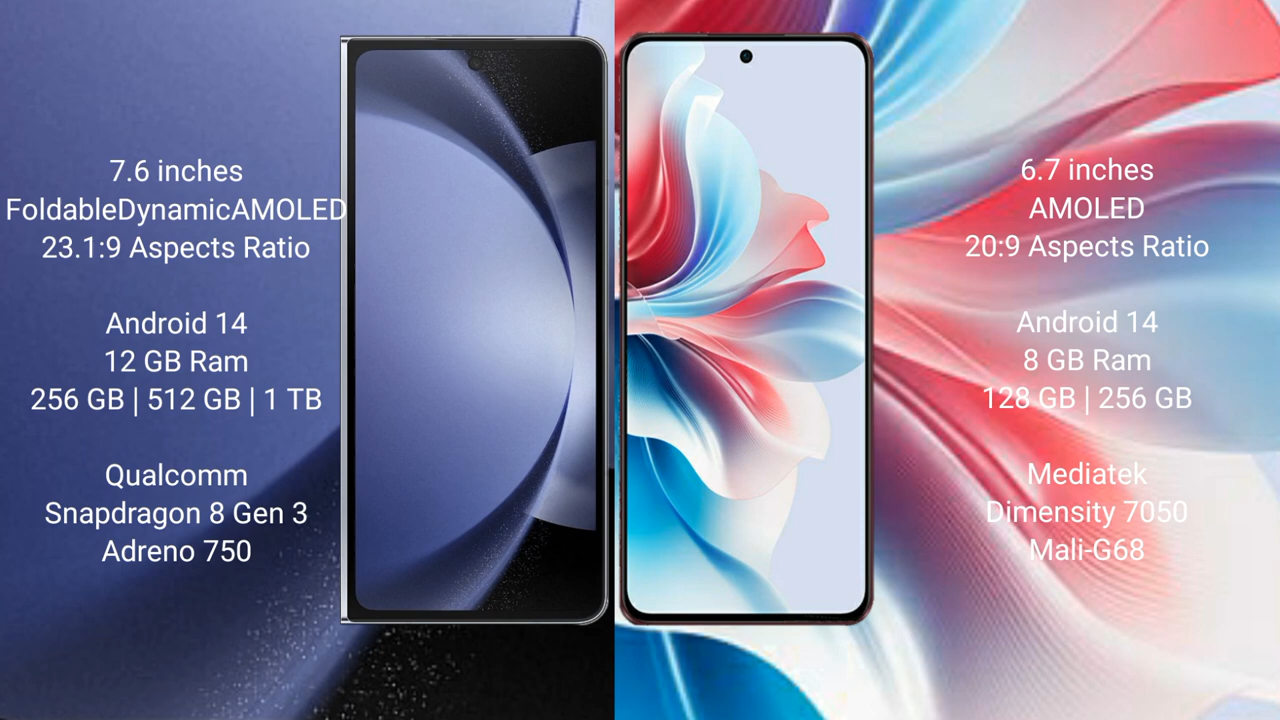 7.6 inches
FoldableDynamicAMOLED
23.1:9 Aspects Ratio
Android 14
12 GB Ram
256 GB | 512 GB | 1 TB
Qualcomm
Snapdragon 8 Gen 3
Adreno 750
6.7 inches
AMOLED
20:9 Aspects Ratio
Android 14
8 GB Ram
128 GB | 256 GB
Mediatek
Dimensity 7050
Mali-G68